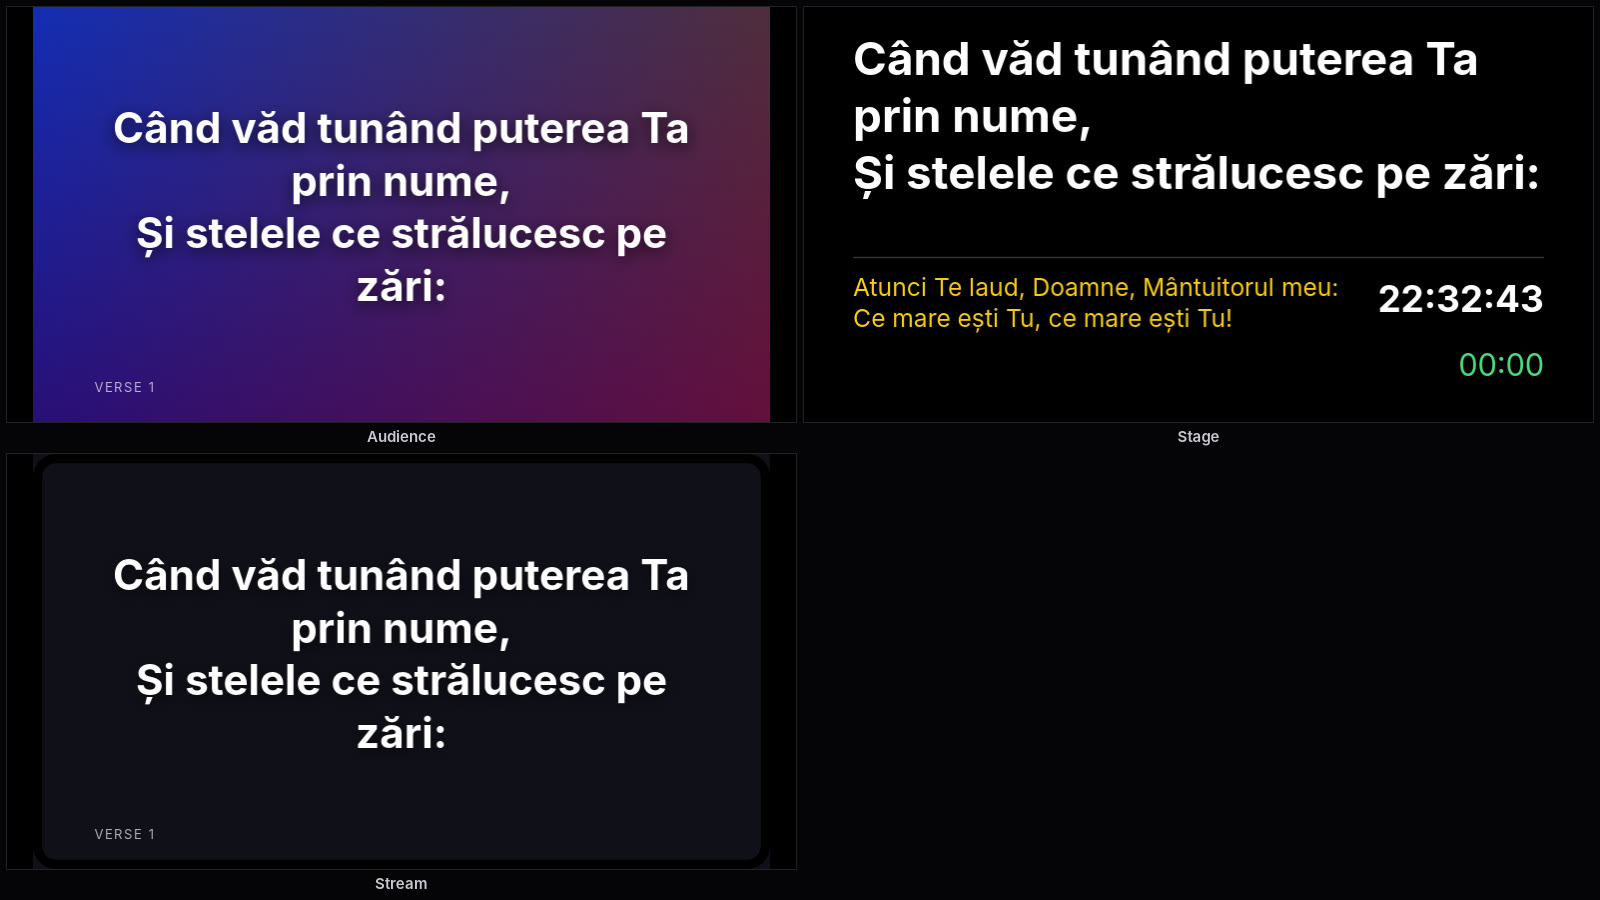 Când văd tunând puterea Ta
prin nume,
Și stelele ce strălucesc pe
zări:
VERSE 1
Audience
Când văd tunând puterea Ta
prin nume,
Și stelele ce strălucesc pe zări:
Atunci Te laud, Doamne, Mântuitorul meu:
Ce mare ești Tu, ce mare ești Tu!
22:32:43
00:00
Stage
Când văd tunând puterea Ta
prin nume,
Și stelele ce strălucesc pe
zări:
VERSE 1
Stream